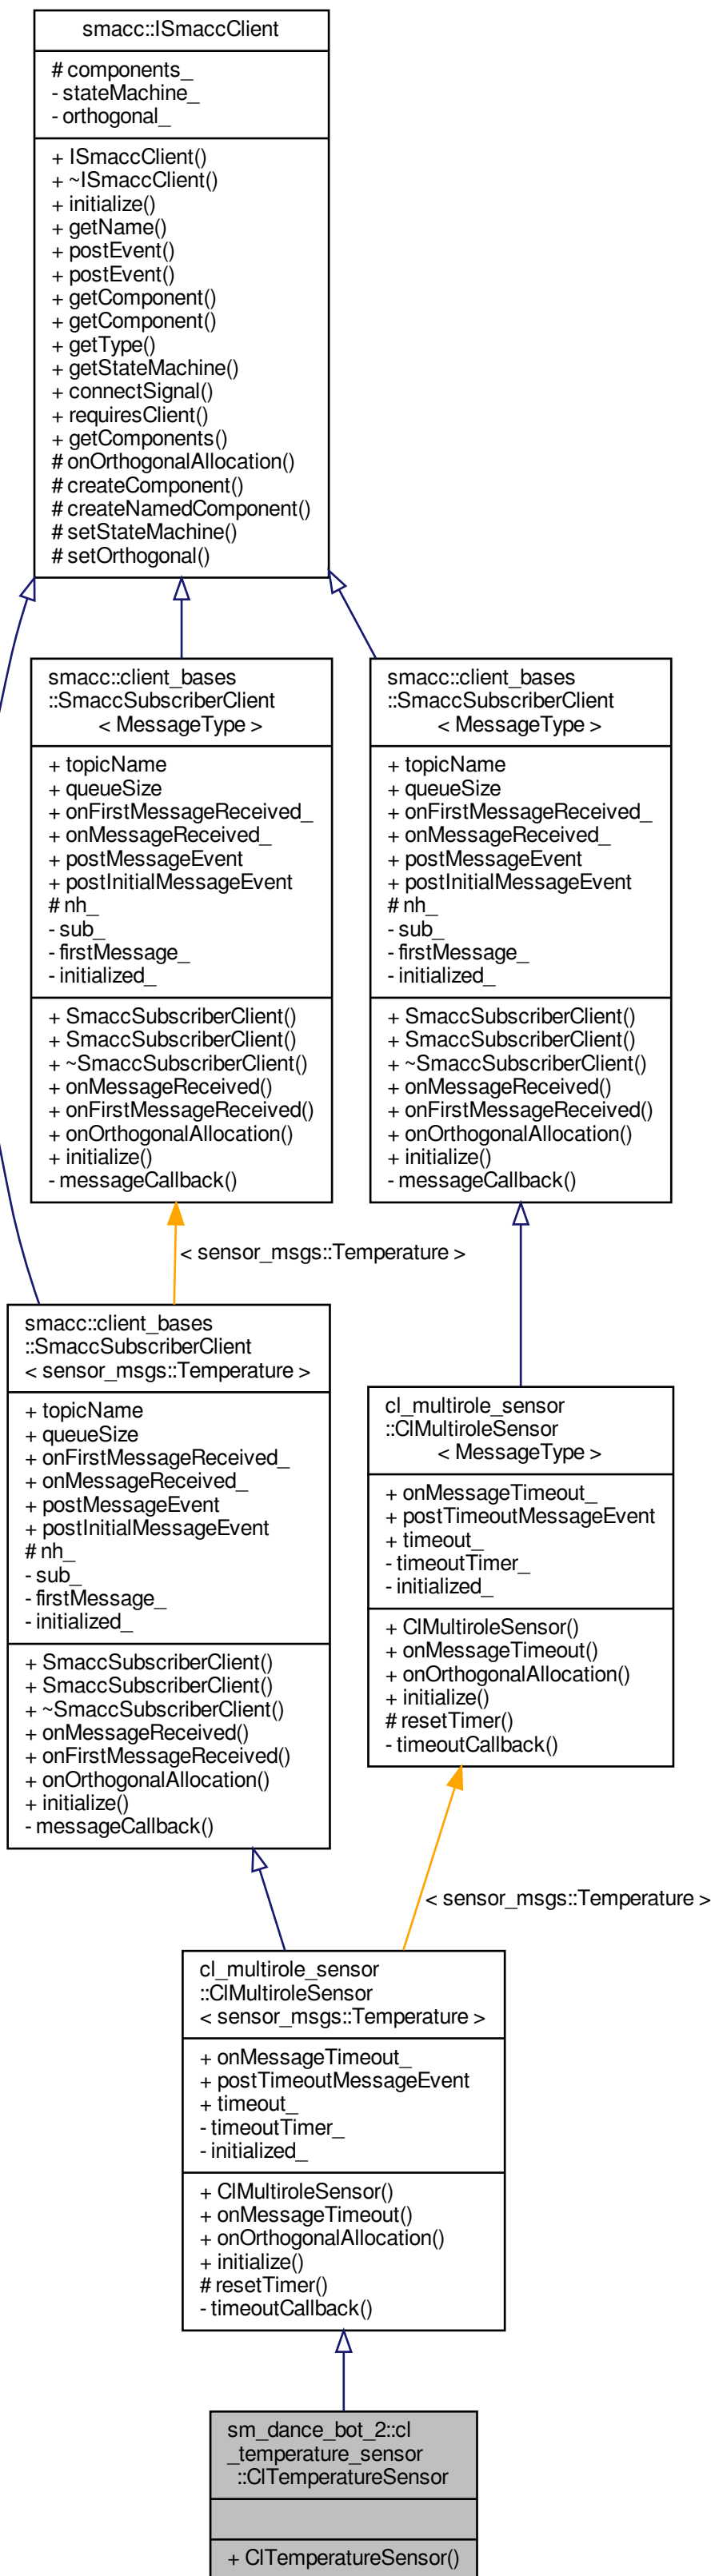 smacc::ISmaccClient
# components_
- stateMachine_
- orthogonal_
+ ISmaccClient()
+ ~ISmaccClient()
+ initialize()
+ getName()
+ postEvent()
+ postEvent()
+ getComponent()
+ getComponent()
+ getType()
+ getStateMachine()
+ connectSignal()
+ requiresClient()
+ getComponents()
# onOrthogonalAllocation()
# createComponent()
# createNamedComponent()
# setStateMachine()
# setOrthogonal()
smacc::client_bases
::SmaccSubscriberClient
< MessageType >
+ topicName
+ queueSize
+ onFirstMessageReceived_
+ onMessageReceived_
+ postMessageEvent
+ postInitialMessageEvent
# nh_
- sub_
- firstMessage_
- initialized_
+ SmaccSubscriberClient()
+ SmaccSubscriberClient()
+ ~SmaccSubscriberClient()
+ onMessageReceived()
+ onFirstMessageReceived()
+ onOrthogonalAllocation()
+ initialize()
- messageCallback()
smacc::client_bases
::SmaccSubscriberClient
< MessageType >
+ topicName
+ queueSize
+ onFirstMessageReceived_
+ onMessageReceived_
+ postMessageEvent
+ postInitialMessageEvent
# nh_
- sub_
- firstMessage_
- initialized_
+ SmaccSubscriberClient()
+ SmaccSubscriberClient()
+ ~SmaccSubscriberClient()
+ onMessageReceived()
+ onFirstMessageReceived()
+ onOrthogonalAllocation()
+ initialize()
- messageCallback()
< sensor_msgs::Temperature >
smacc::client_bases
::SmaccSubscriberClient
< sensor_msgs::Temperature >
+ topicName
+ queueSize
+ onFirstMessageReceived_
+ onMessageReceived_
+ postMessageEvent
+ postInitialMessageEvent
# nh_
- sub_
- firstMessage_
- initialized_
+ SmaccSubscriberClient()
+ SmaccSubscriberClient()
+ ~SmaccSubscriberClient()
+ onMessageReceived()
+ onFirstMessageReceived()
+ onOrthogonalAllocation()
+ initialize()
- messageCallback()
cl_multirole_sensor
::ClMultiroleSensor
< MessageType >
+ onMessageTimeout_
+ postTimeoutMessageEvent
+ timeout_
- timeoutTimer_
- initialized_
+ ClMultiroleSensor()
+ onMessageTimeout()
+ onOrthogonalAllocation()
+ initialize()
# resetTimer()
- timeoutCallback()
< sensor_msgs::Temperature >
cl_multirole_sensor
::ClMultiroleSensor
< sensor_msgs::Temperature >
+ onMessageTimeout_
+ postTimeoutMessageEvent
+ timeout_
- timeoutTimer_
- initialized_
+ ClMultiroleSensor()
+ onMessageTimeout()
+ onOrthogonalAllocation()
+ initialize()
# resetTimer()
- timeoutCallback()
sm_dance_bot_2::cl
_temperature_sensor
::ClTemperatureSensor
+ ClTemperatureSensor()